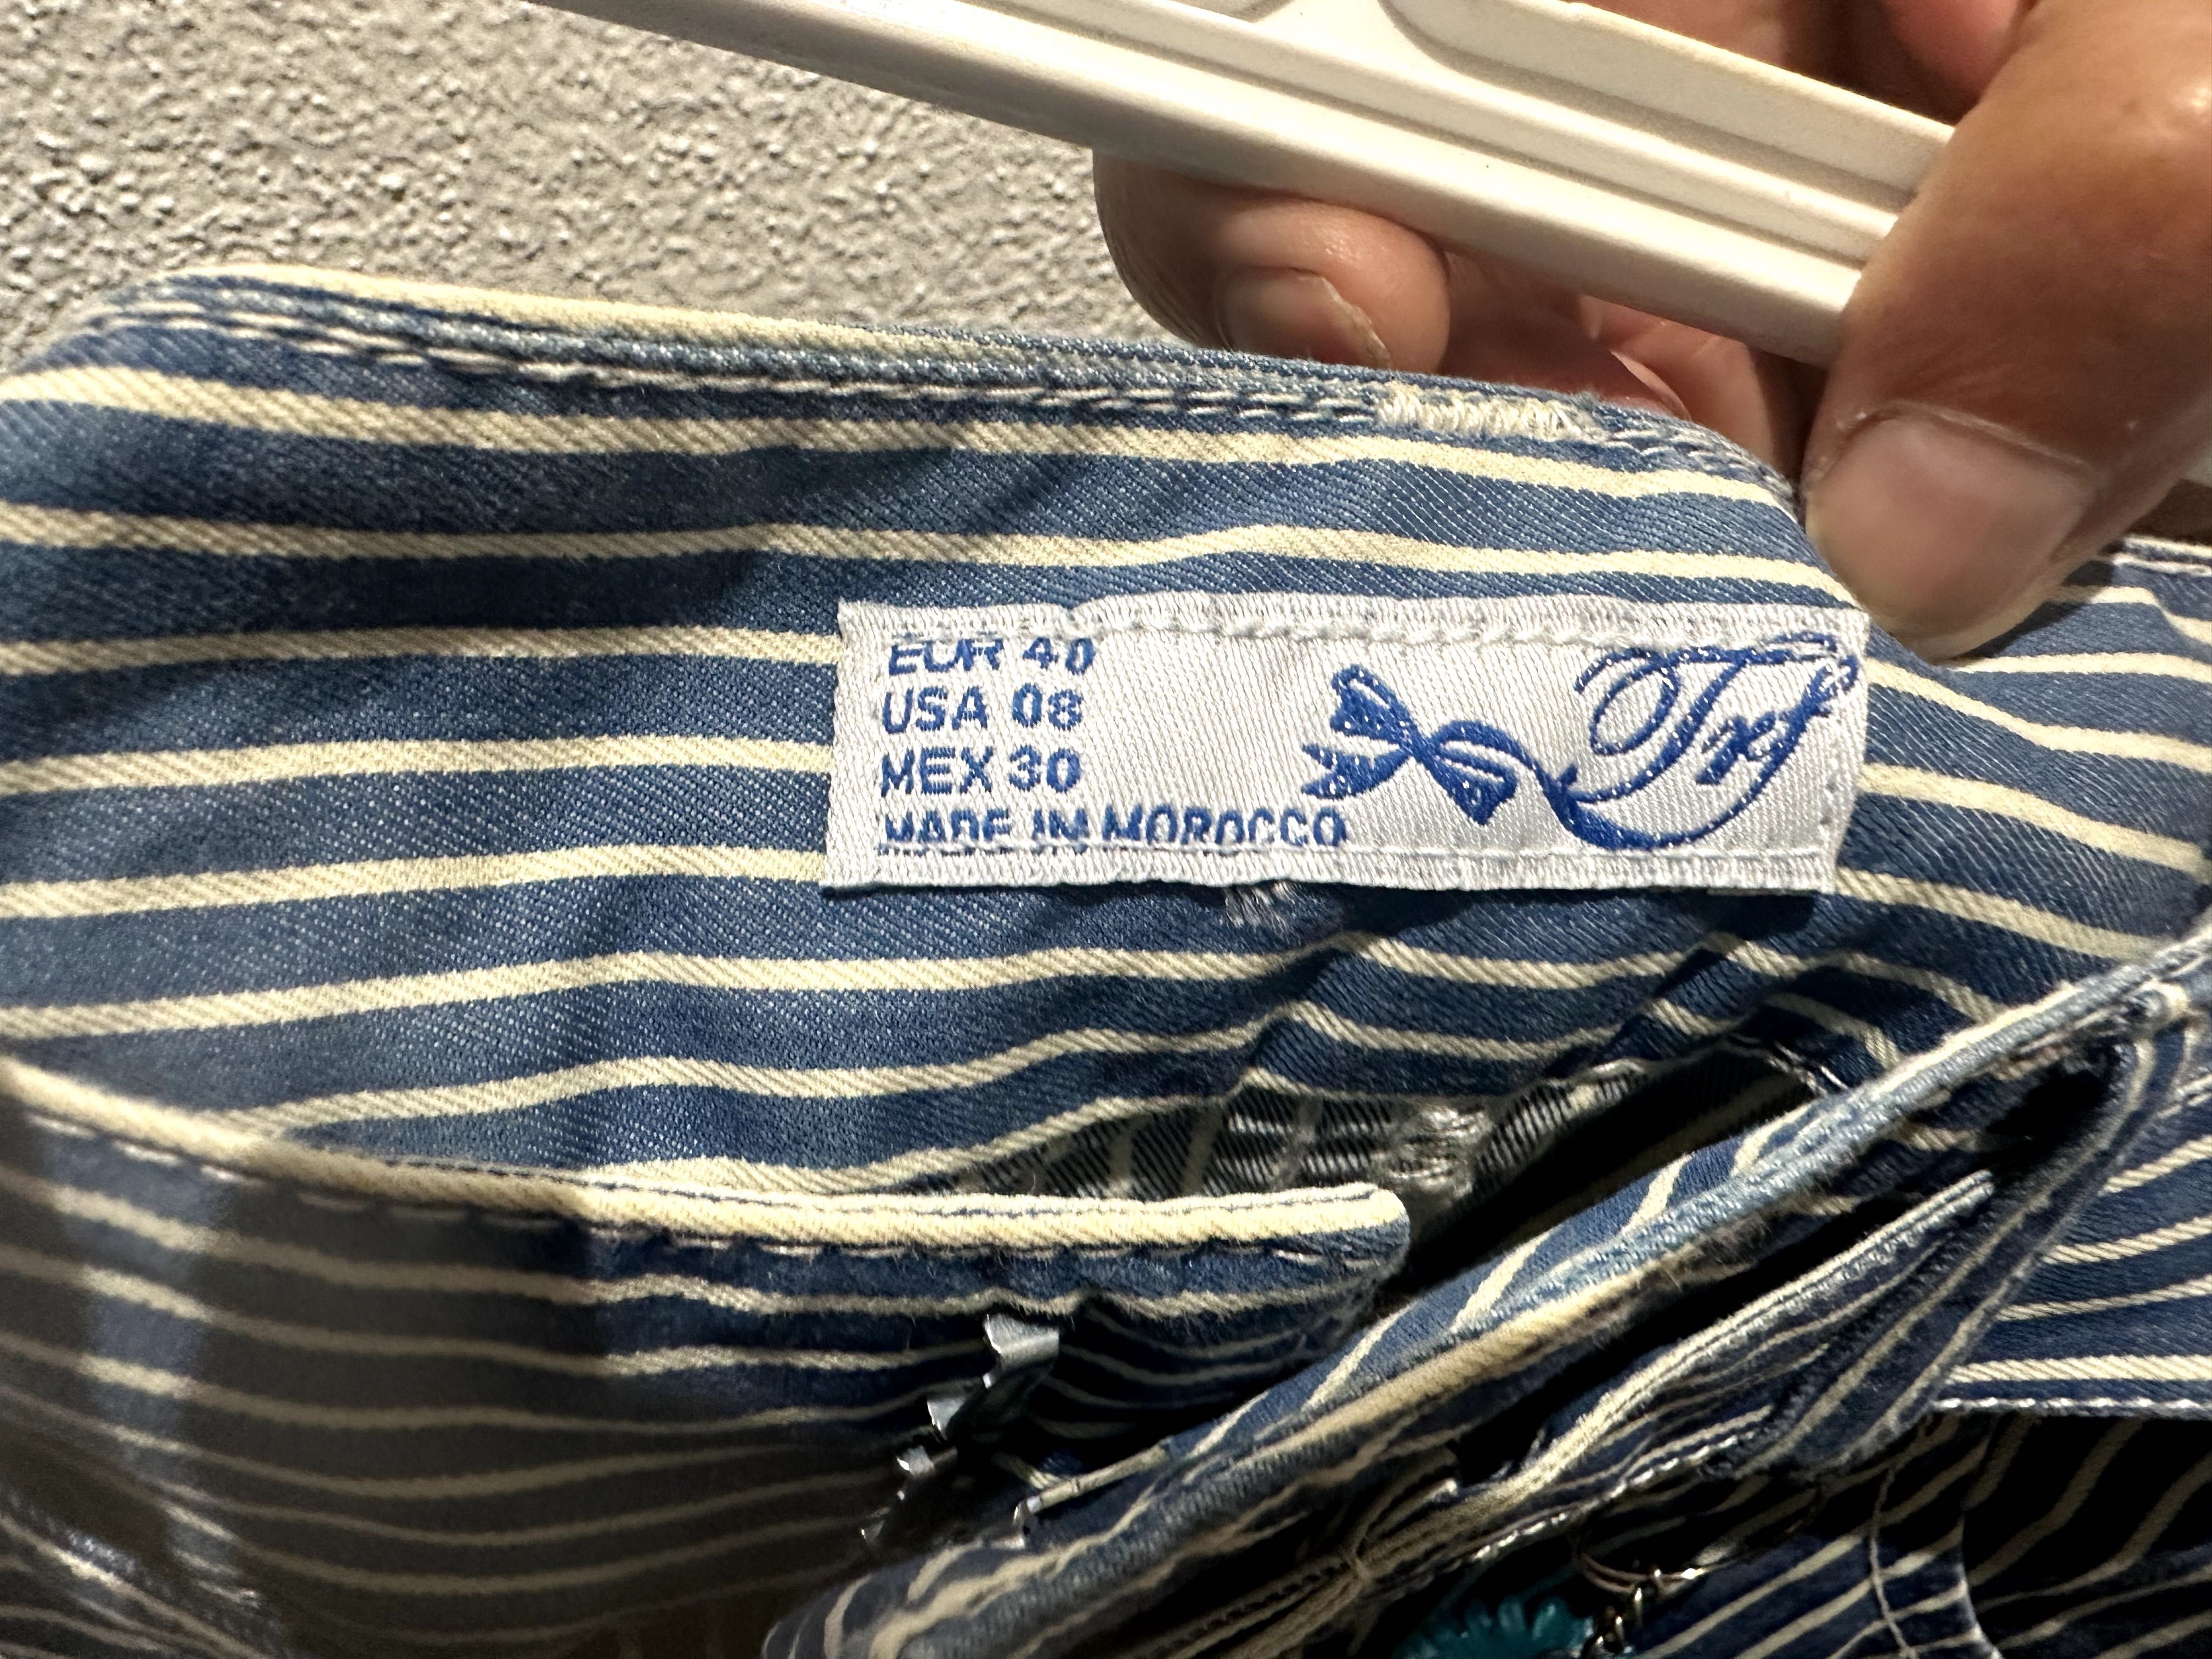 EUR 40
USA 08
MEX 30
MADE IN MOROCCO
Trf